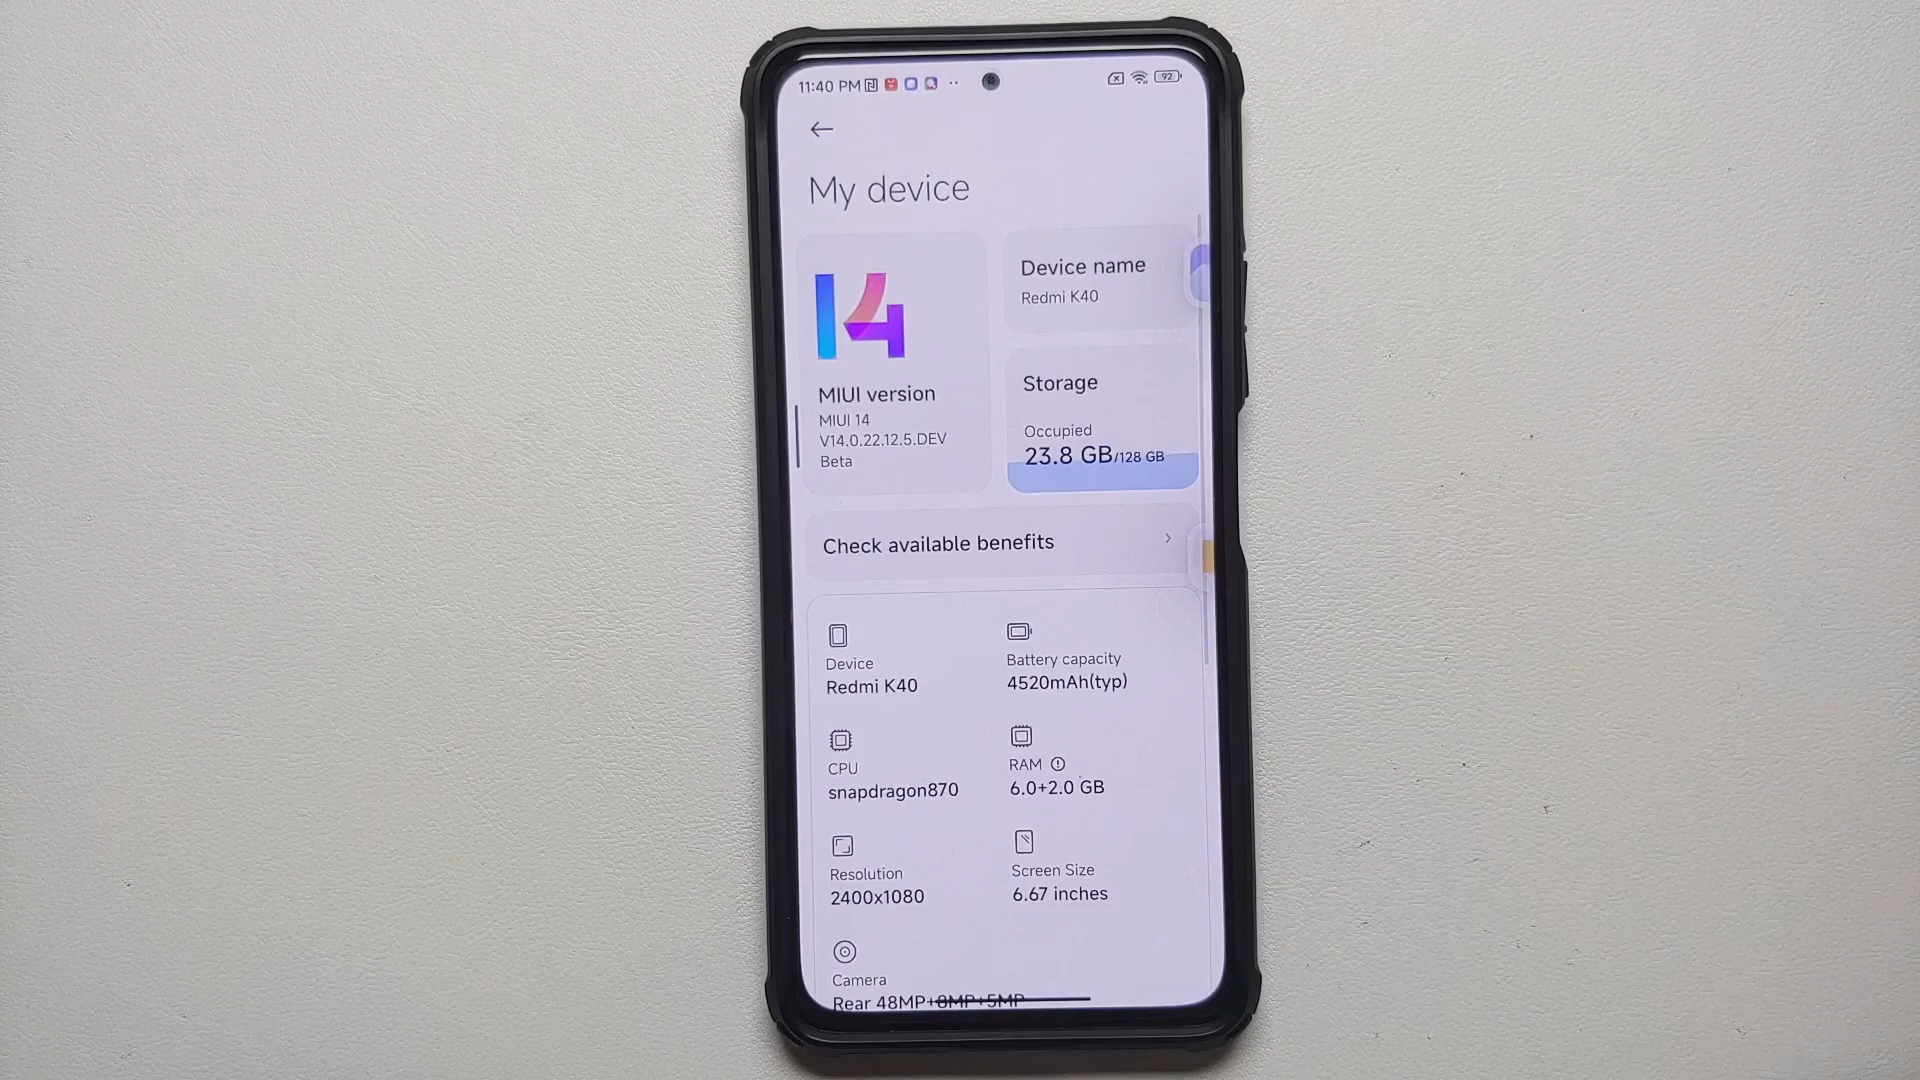 11:40 PM
92
My device
14
MIUI version
MIUI 14
V14.0.22.12.5.DEV
Beta
Device name
Redmi K40
Storage
Occupied
23.8 GB/128 GB
Check available benefits
Device
Redmi K40
Battery capacity
4520mAh(typ)
CPU
snapdragon870
RAM
6.0+2.0 GB
Resolution
2400x1080
Screen Size
6.67 inches
Camera
Rear 48MP+8MP+5MP